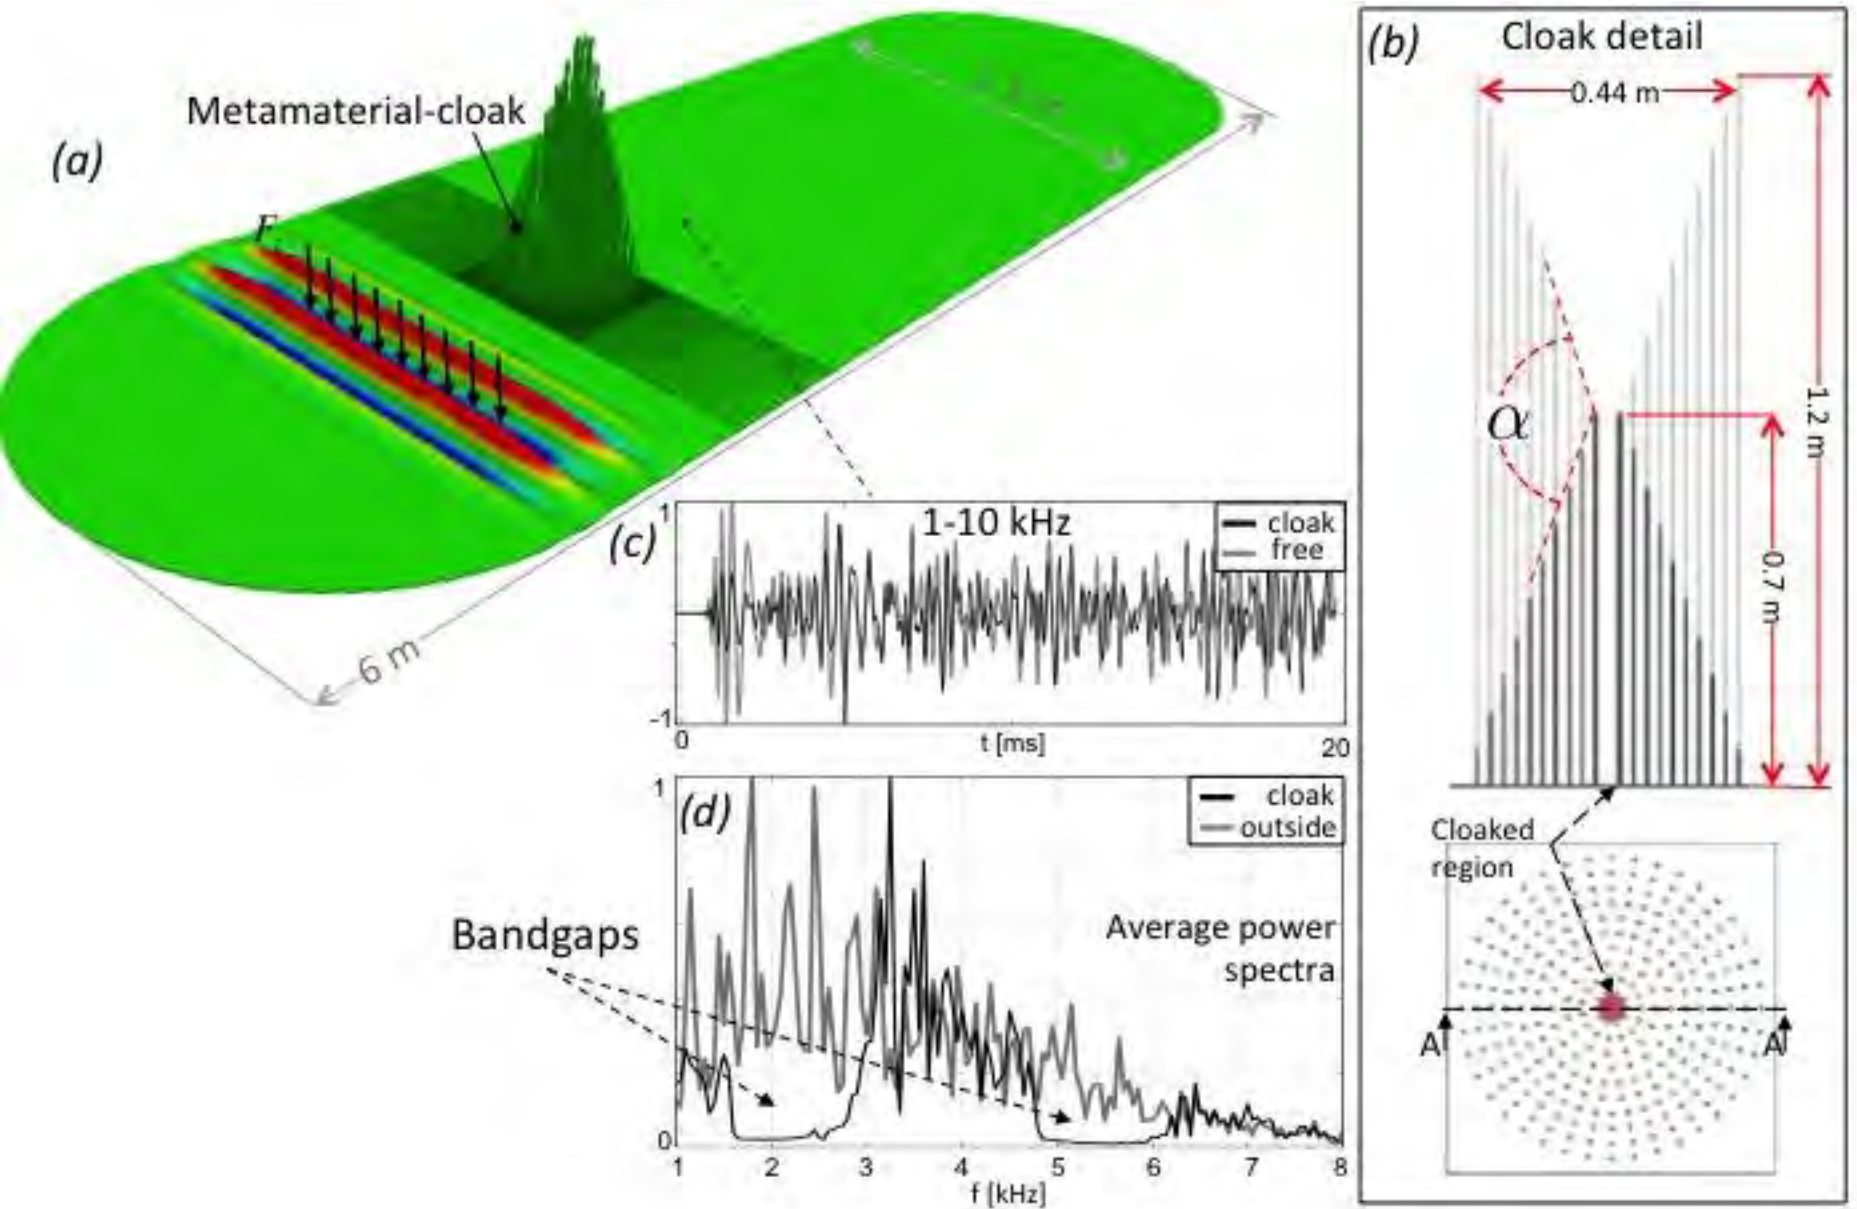 (a)
Metamaterial-cloak
F
6 m
(b)
Cloak detail
0.44 m
α
1.2 m
0.7 m
Cloaked
region
A
A
(c)
1-10 kHz
cloak
free
1
-1
0
t [ms]
20
(d)
cloak
outside
1
Bandgaps
Average power
spectra
0
1 2 3 4 5 6 7 8
f [kHz]